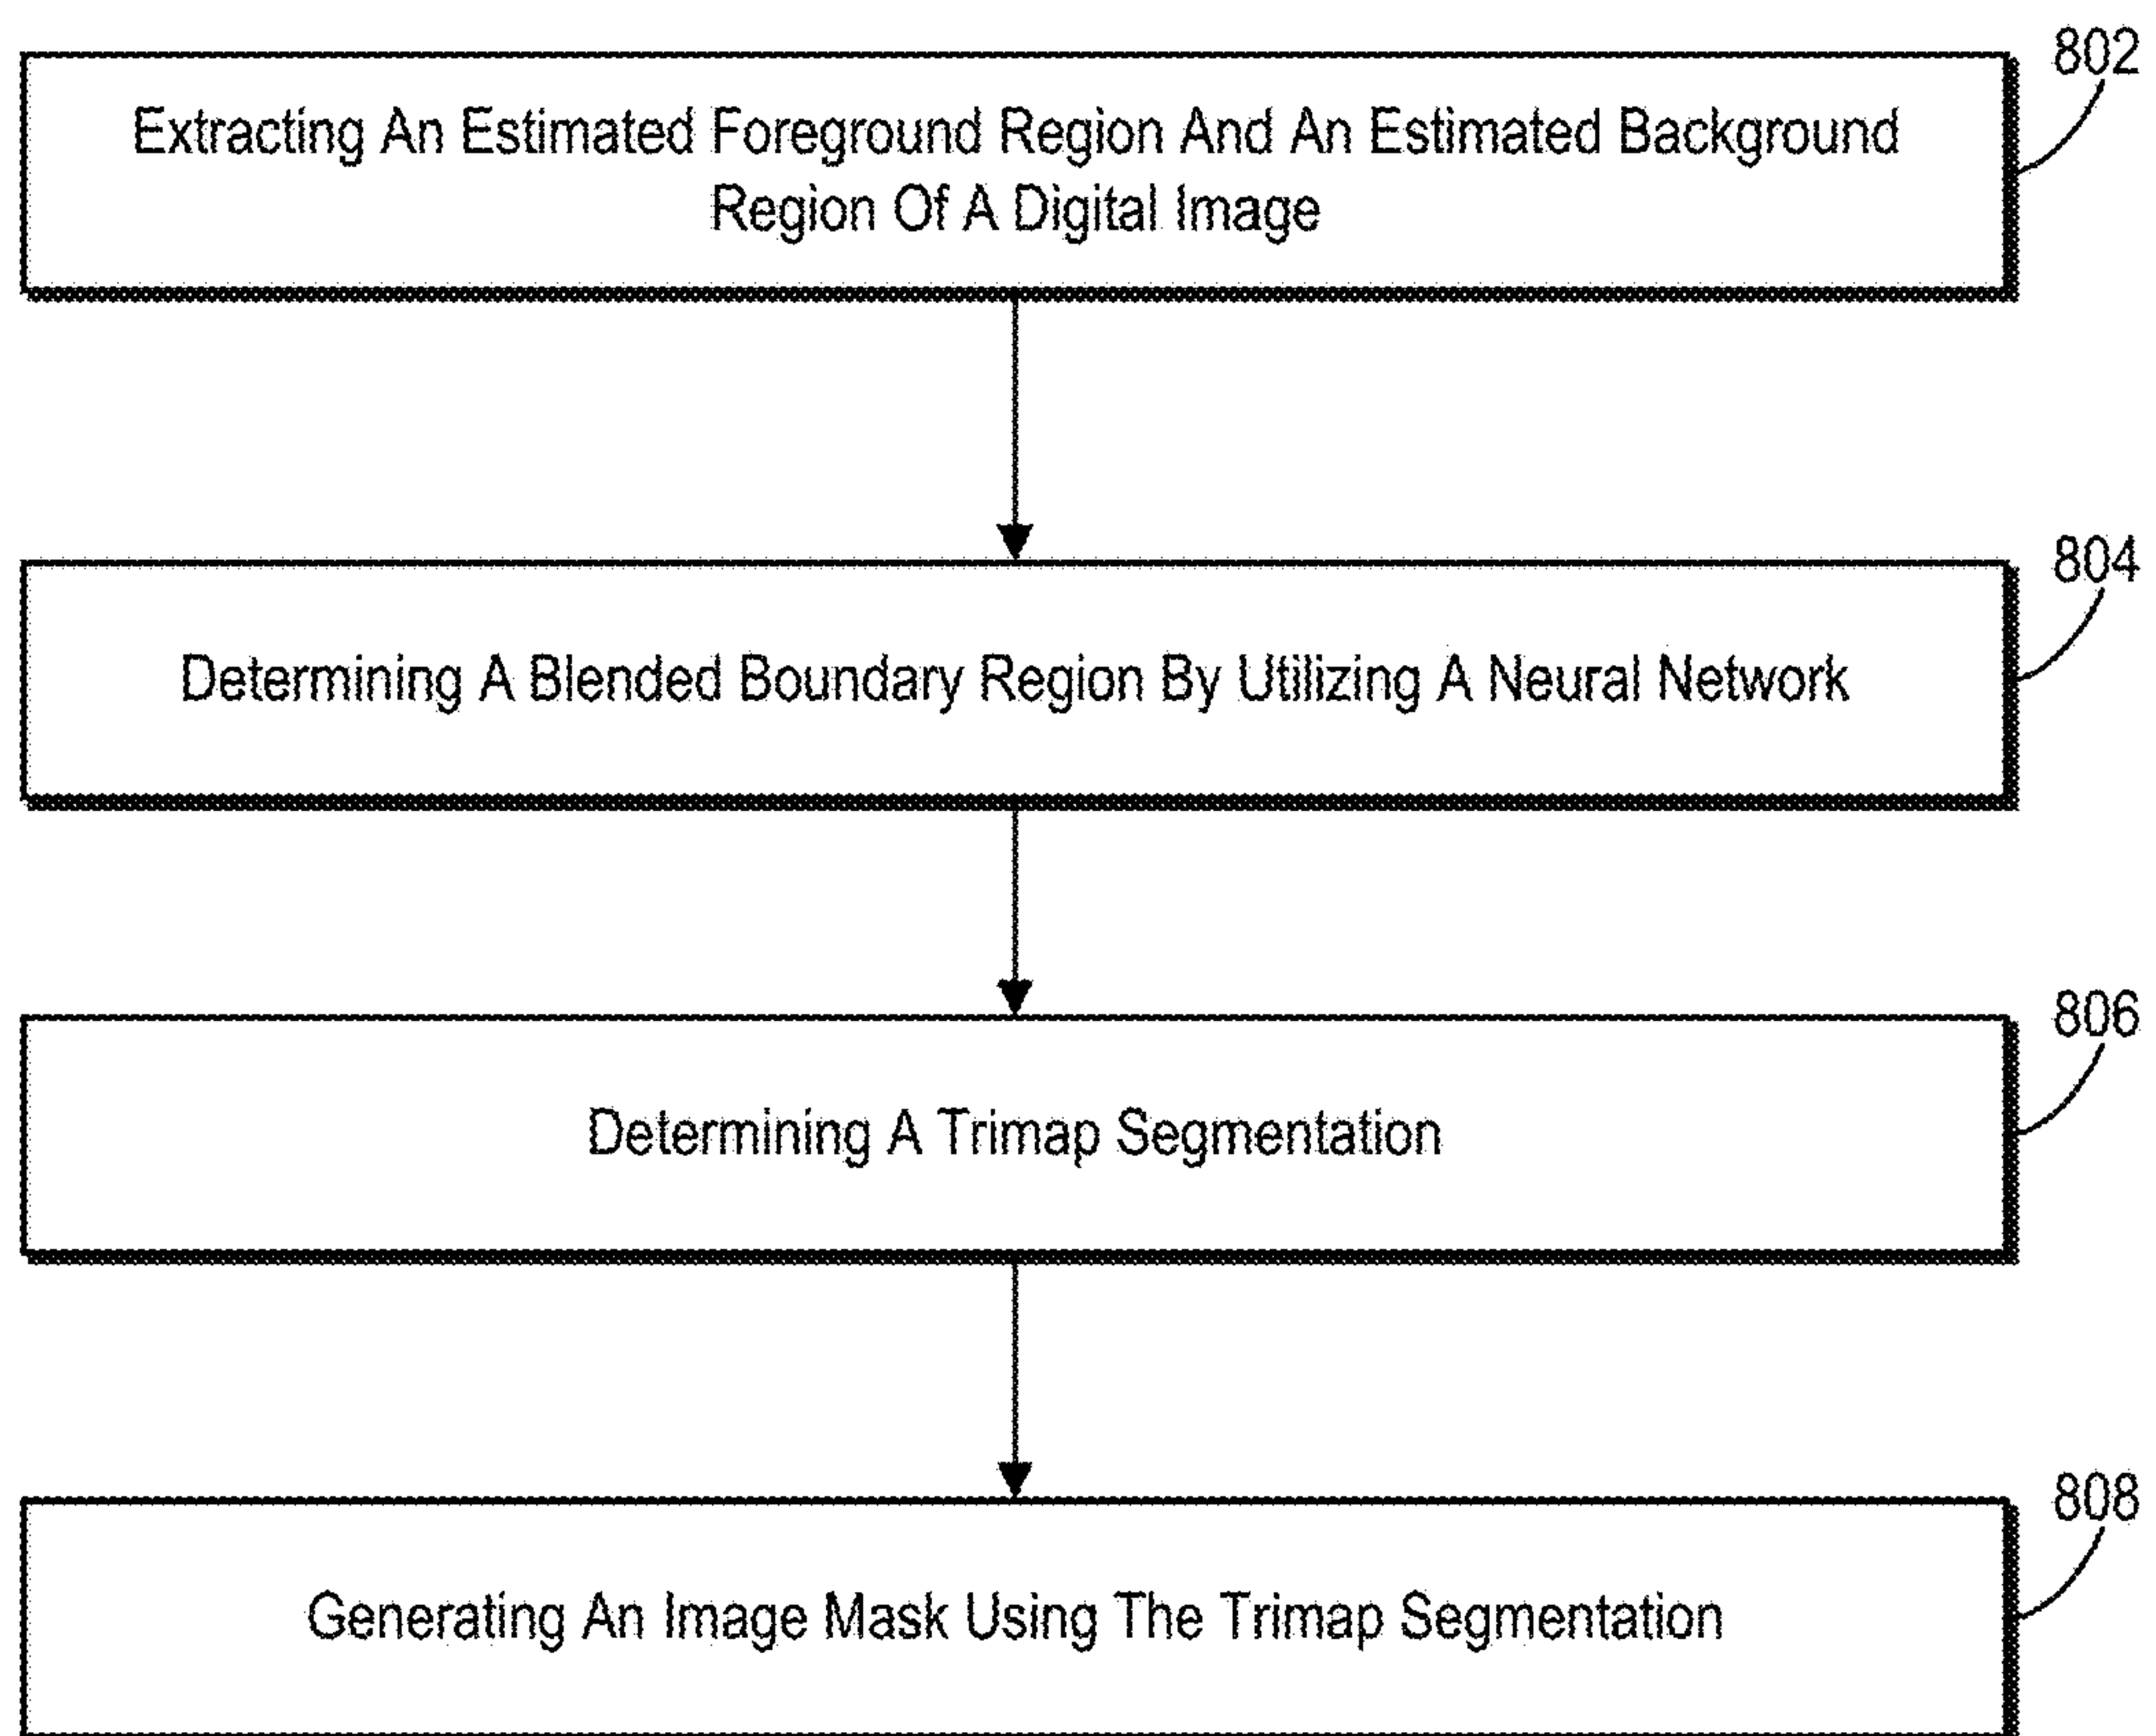 802
Extracting An Estimated Foreground Region And An Estimated Background
Region Of A Digital Image
804
Determining A Blended Boundary Region By Utilizing A Neural Network
806
Determining A Trimap Segmentation
808
Generating An Image Mask Using The Trimap Segmentation